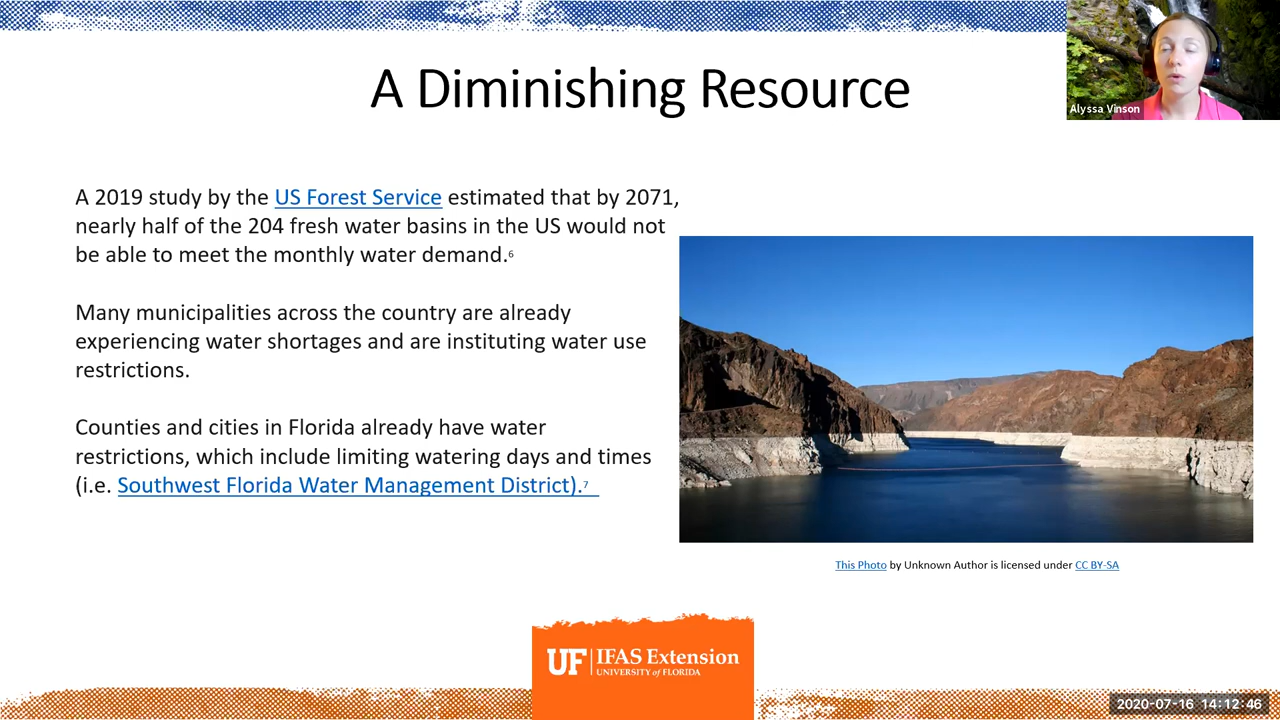 A Diminishing Resource
Alyssa Vinson
A 2019 study by the US Forest Service estimated that by 2071,
nearly half of the 204 fresh water basins in the US would not
be able to meet the monthly water demand.6
Many municipalities across the country are already
experiencing water shortages and are instituting water use
restrictions.
Counties and cities in Florida already have water
restrictions, which include limiting watering days and times
(i.e. Southwest Florida Water Management District).7
This Photo by Unknown Author is licensed under CC BY-SA
UF | IFAS Extension
UNIVERSITY of FLORIDA
2020-07-16 14:12:46